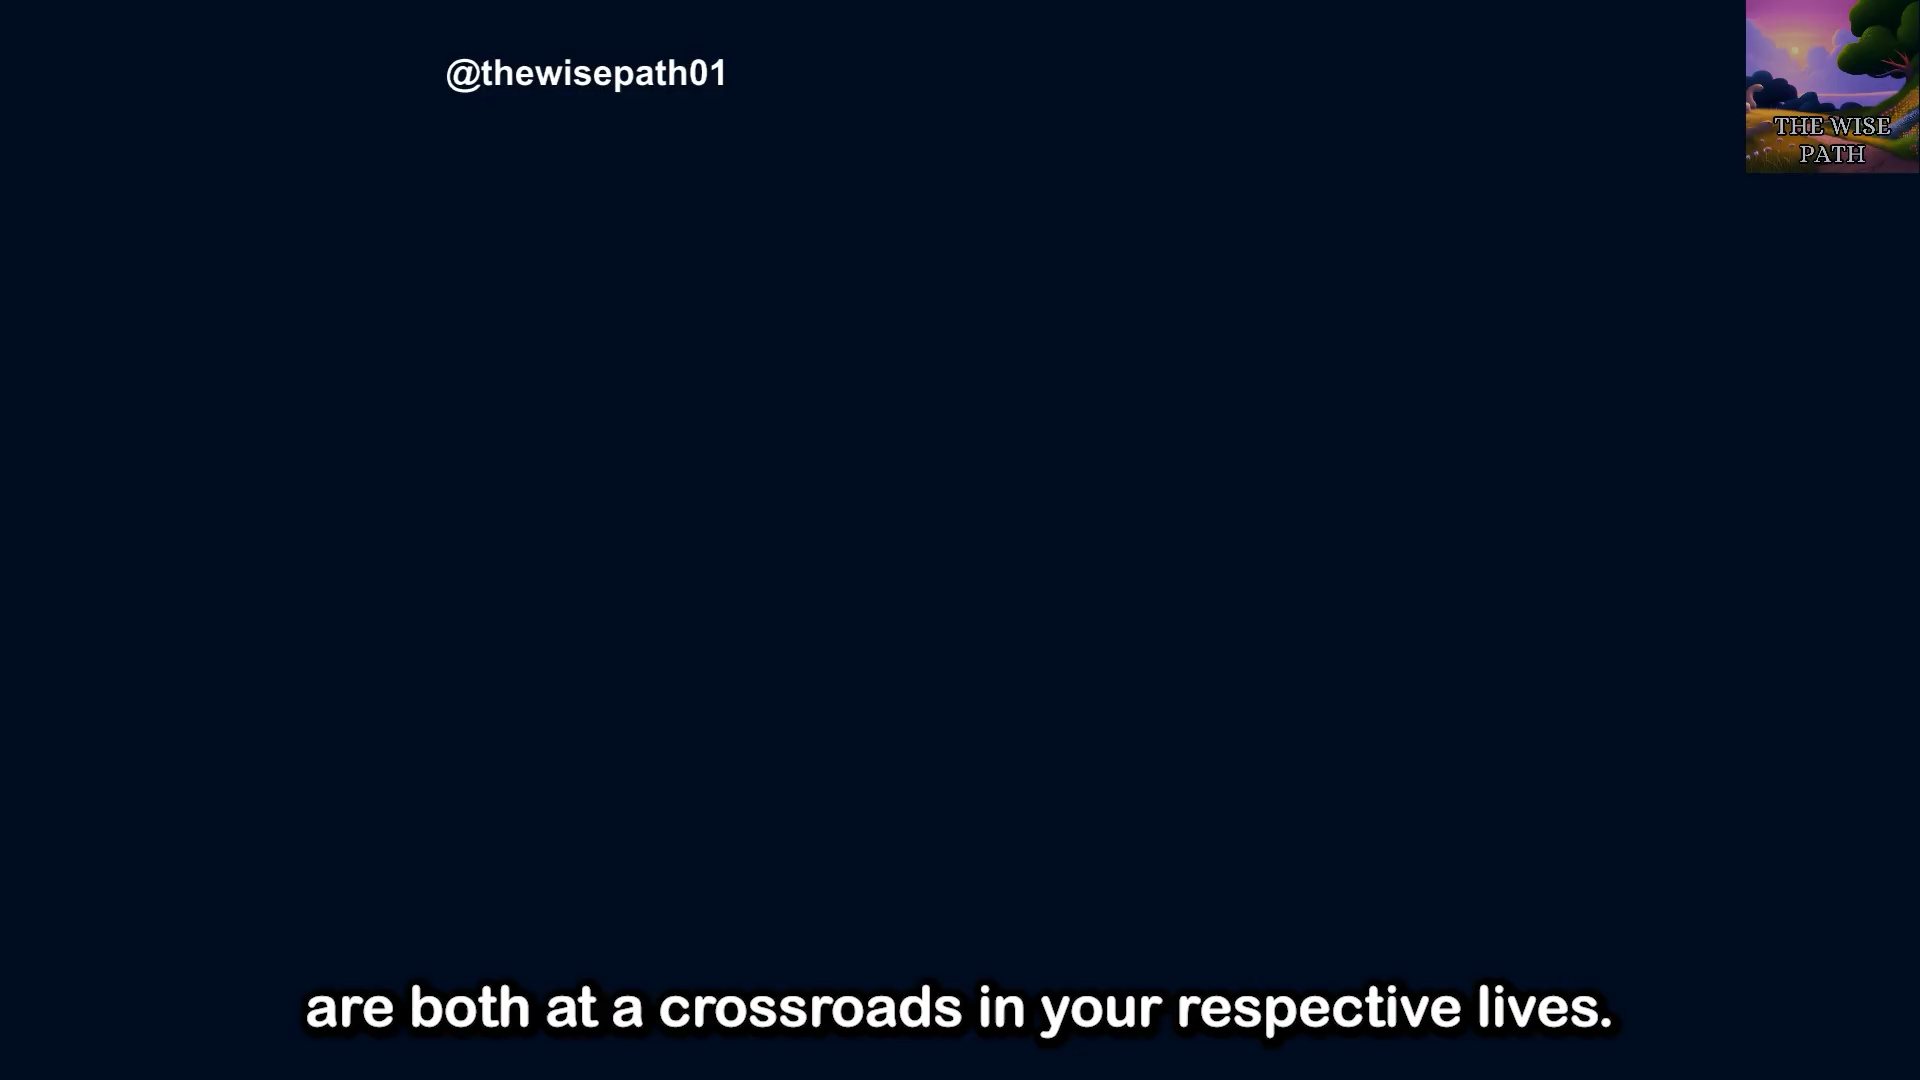 @thewisepath01
THE WISE
PATH
are both at a crossroads in your respective lives.